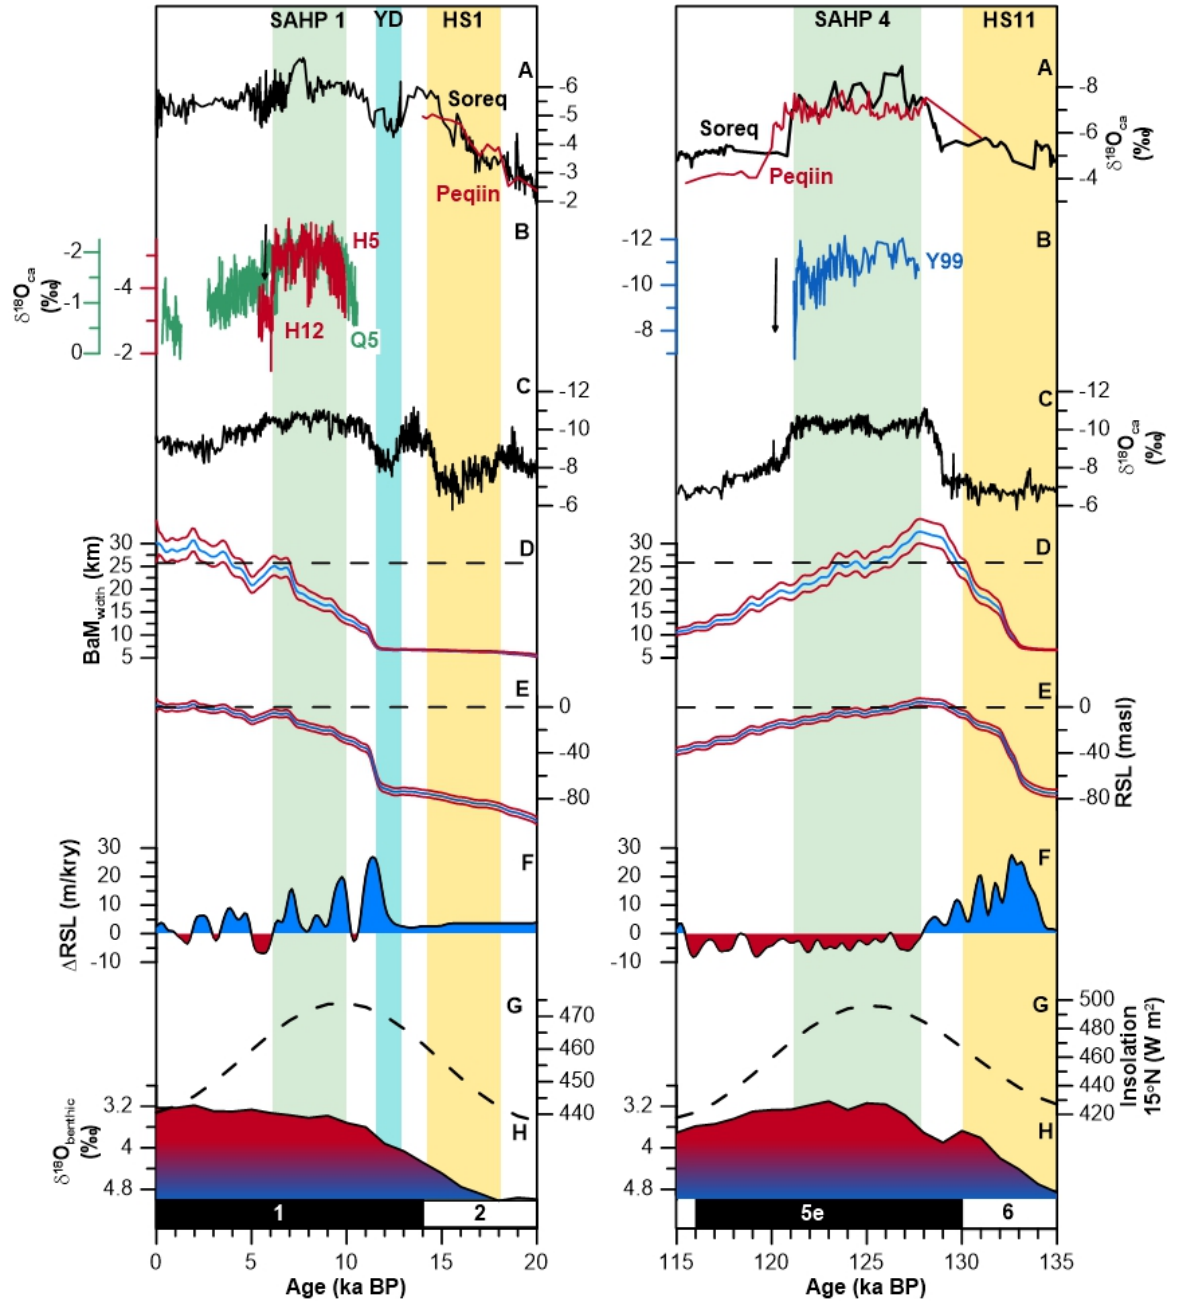 SAHP 1 YD HS1
A
-6
-5
-4
-3
-2
Soreq
Peqiin
B
δ¹⁸Oca
(‰)
-2
-1
0
-4
-2
H5
H12
Q5
C
-12
-10
-8
-6
δ¹⁸Oca
(‰)
D
BaMwidth (km)
30
25
20
15
10
5
E
0
-40
-80
F
ΔRSL (m/kry)
30
20
10
0
-10
G
470
460
450
440
H
δ¹⁸Obenthic
(‰)
3.2
4
4.8
1 2
0 5 10 15 20
Age (ka BP)
SAHP 4 HS11
A
-8
-6
-4
δ¹⁸Oca
(‰)
Soreq
Peqiin
B
-12
-10
-8
Y99
C
D
30
25
20
15
10
5
E
0
-40
-80
RSL (masl)
F
30
20
10
0
-10
G
500
480
460
440
420
Insolation
15°N (W m²)
H
3.2
4
4.8
5e 6
115 120 125 130 135
Age (ka BP)